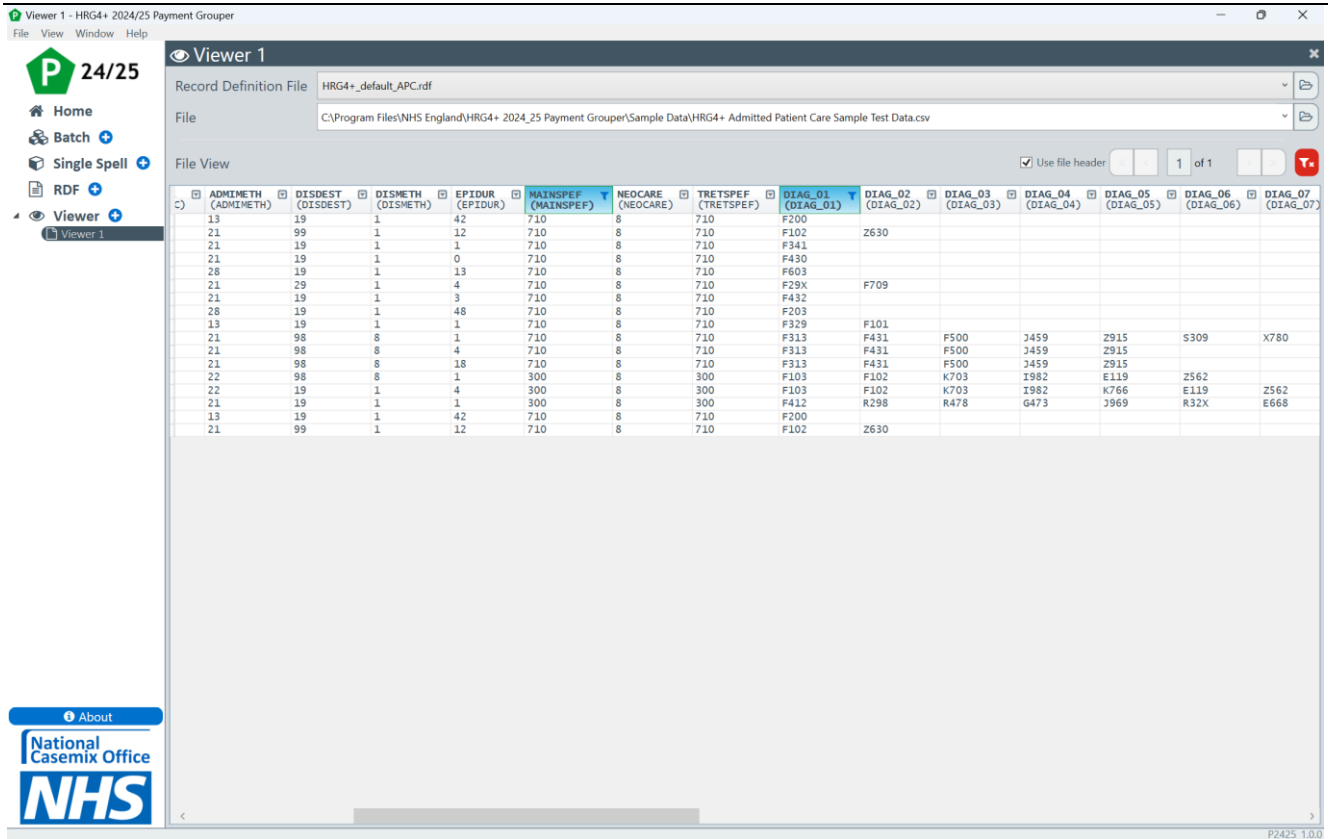 Viewer 1 - HRG4+ 2024/25 Payment Grouper
File View Window Help
P 24/25
Home
Batch
Single Spell
RDF
Viewer
Viewer 1
Viewer 1
Record Definition File HRG4+_default_APC.rdf
File C:\Program Files\NHS England\HRG4+ 2024_25 Payment Grouper\Sample Data\HRG4+ Admitted Patient Care Sample Test Data.csv
File View Use file header 1 of 1
ADMIMETH DISDEST DISMETH EPIDUR MAINSPEF NEOCARE TRETSPEF DIAG_01 DIAG_02 DIAG_03 DIAG_04 DIAG_05 DIAG_06 DIAG_07
C) (ADMIMETH) (DISDEST) (DISMETH) (EPIDUR) (MAINSPEF) (NEOCARE) (TRETSPEF) (DIAG_01) (DIAG_02) (DIAG_03) (DIAG_04) (DIAG_05) (DIAG_06) (DIAG_07)
13 19 1 42 710 8 710 F200
21 99 1 12 710 8 710 F102 Z630
21 19 1 1 710 8 710 F341
21 19 1 0 710 8 710 F430
28 19 1 13 710 8 710 F603
21 29 1 4 710 8 710 F29X F709
21 19 1 3 710 8 710 F432
28 19 1 48 710 8 710 F203
13 19 1 1 710 8 710 F329 F101
21 98 8 1 710 8 710 F313 F431 F500 J459 Z915 S309 X780
21 98 8 4 710 8 710 F313 F431 F500 J459 Z915
21 98 8 18 710 8 710 F313 F431 F500 J459 Z915
22 98 8 1 300 8 300 F103 F102 K703 I982 E119 Z562
22 19 1 4 300 8 300 F103 F102 K703 I982 K766 E119 Z562
21 19 1 1 300 8 300 F412 R298 R478 G473 J969 R32X E668
13 19 1 42 710 8 710 F200
21 99 1 12 710 8 710 F102 Z630
About
National
Casemix Office
NHS
P2425 1.0.0